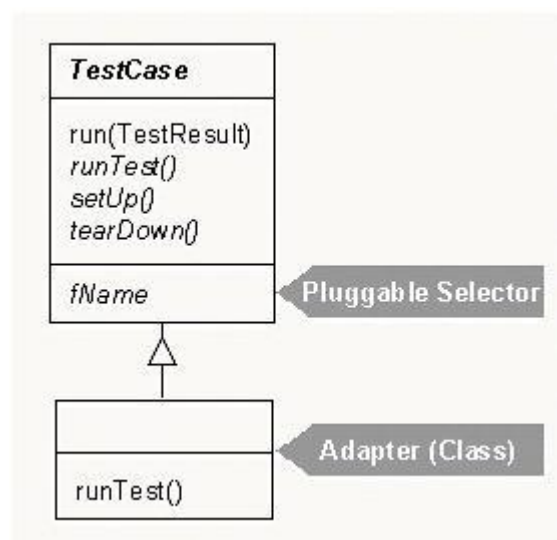 TestCase
run(TestResult)
runTest()
setUp()
tearDown()
fName
Pluggable Selector
Adapter (Class)
runTest()